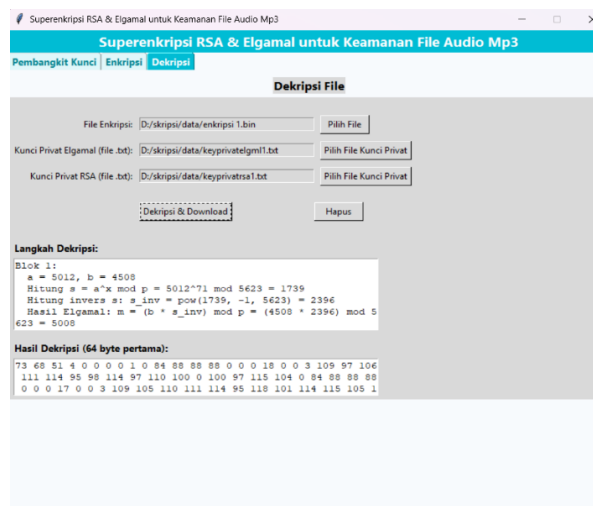 Superenkripsi RSA & Elgamal untuk Keamanan File Audio Mp3
Superenkripsi RSA & Elgamal untuk Keamanan File Audio Mp3
Pembangkit Kunci Enkripsi Dekripsi
Dekripsi File
File Enkripsi: D:/skripsi/data/enkripsi 1.bin Pilih File
Kunci Privat Elgamal (file .txt): D:/skripsi/data/keyprivatelgml1.txt Pilih File Kunci Privat
Kunci Privat RSA (file .txt): D:/skripsi/data/keyprivatrsa1.txt Pilih File Kunci Privat
Dekripsi & Download Hapus
Langkah Dekripsi:
Blok 1:
a = 5012, b = 4508
Hitung s = a^x mod p = 5012^71 mod 5623 = 1739
Hitung invers s: s_inv = pow(1739, -1, 5623) = 2396
Hasil Elgamal: m = (b * s_inv) mod p = (4508 * 2396) mod 5
623 = 5008
Hasil Dekripsi (64 byte pertama):
73 68 51 4 0 0 0 0 1 0 84 88 88 88 0 0 0 18 0 0 3 109 97 106
111 114 95 98 114 97 110 100 0 100 97 115 104 0 84 88 88 88
0 0 0 17 0 0 3 109 105 110 111 114 95 118 101 114 115 105 1